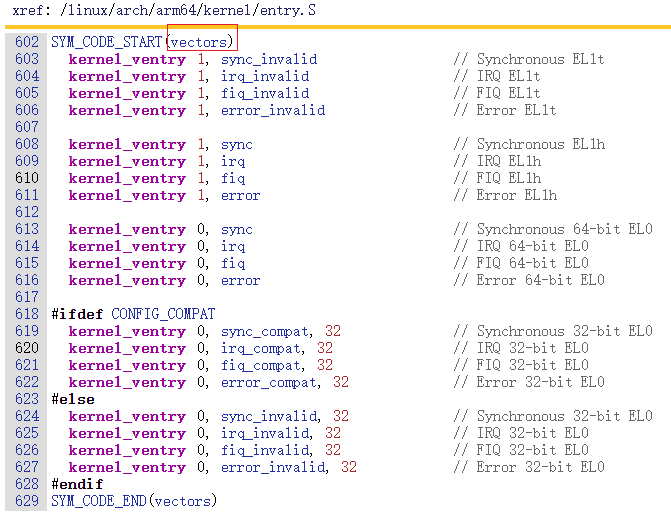 xref: /linux/arch/arm64/kernel/entry.S
602 SYM_CODE_START(vectors)
603 kernel_ventry 1, sync_invalid // Synchronous EL1t
604 kernel_ventry 1, irq_invalid // IRQ EL1t
605 kernel_ventry 1, fiq_invalid // FIQ EL1t
606 kernel_ventry 1, error_invalid // Error EL1t
607
608 kernel_ventry 1, sync // Synchronous EL1h
609 kernel_ventry 1, irq // IRQ EL1h
610 kernel_ventry 1, fiq // FIQ EL1h
611 kernel_ventry 1, error // Error EL1h
612
613 kernel_ventry 0, sync // Synchronous 64-bit EL0
614 kernel_ventry 0, irq // IRQ 64-bit EL0
615 kernel_ventry 0, fiq // FIQ 64-bit EL0
616 kernel_ventry 0, error // Error 64-bit EL0
617
618 #ifdef CONFIG_COMPAT
619 kernel_ventry 0, sync_compat, 32 // Synchronous 32-bit EL0
620 kernel_ventry 0, irq_compat, 32 // IRQ 32-bit EL0
621 kernel_ventry 0, fiq_compat, 32 // FIQ 32-bit EL0
622 kernel_ventry 0, error_compat, 32 // Error 32-bit EL0
623 #else
624 kernel_ventry 0, sync_invalid, 32 // Synchronous 32-bit EL0
625 kernel_ventry 0, irq_invalid, 32 // IRQ 32-bit EL0
626 kernel_ventry 0, fiq_invalid, 32 // FIQ 32-bit EL0
627 kernel_ventry 0, error_invalid, 32 // Error 32-bit EL0
628 #endif
629 SYM_CODE_END(vectors)